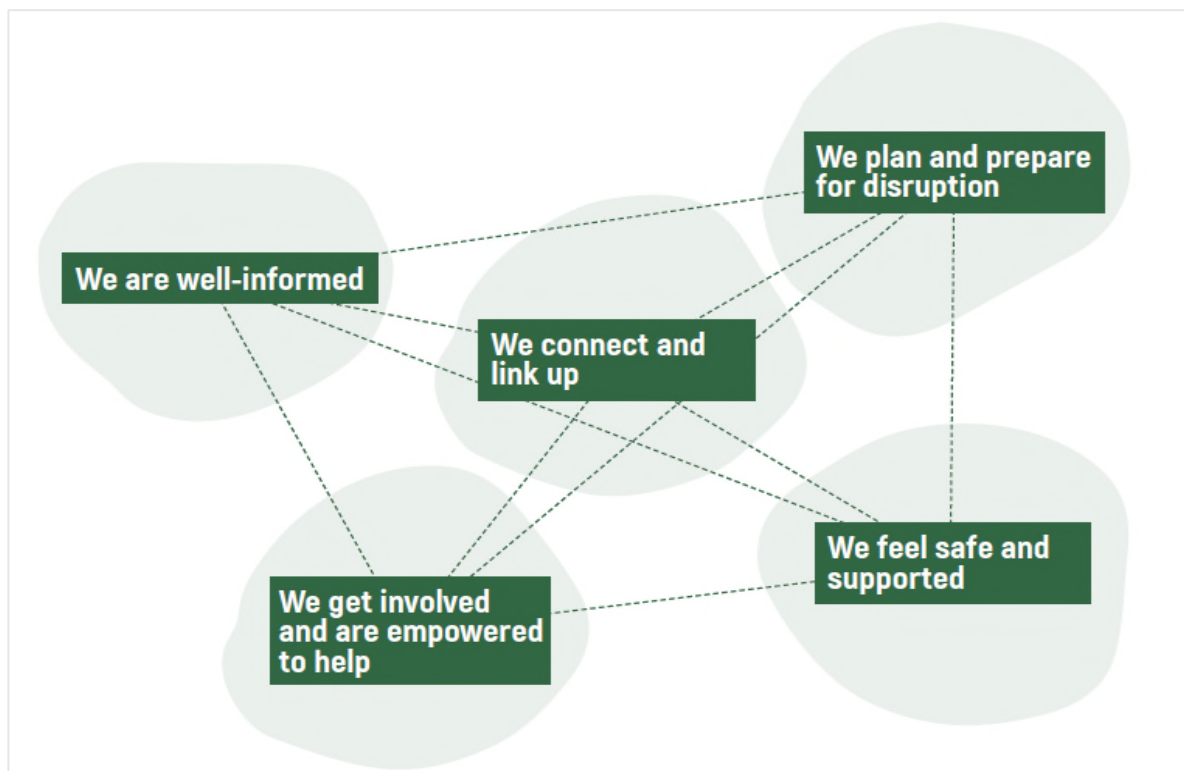 We plan and prepare
for disruption
We are well-informed
We connect and
link up
We feel safe and
supported
We get involved
and are empowered
to help